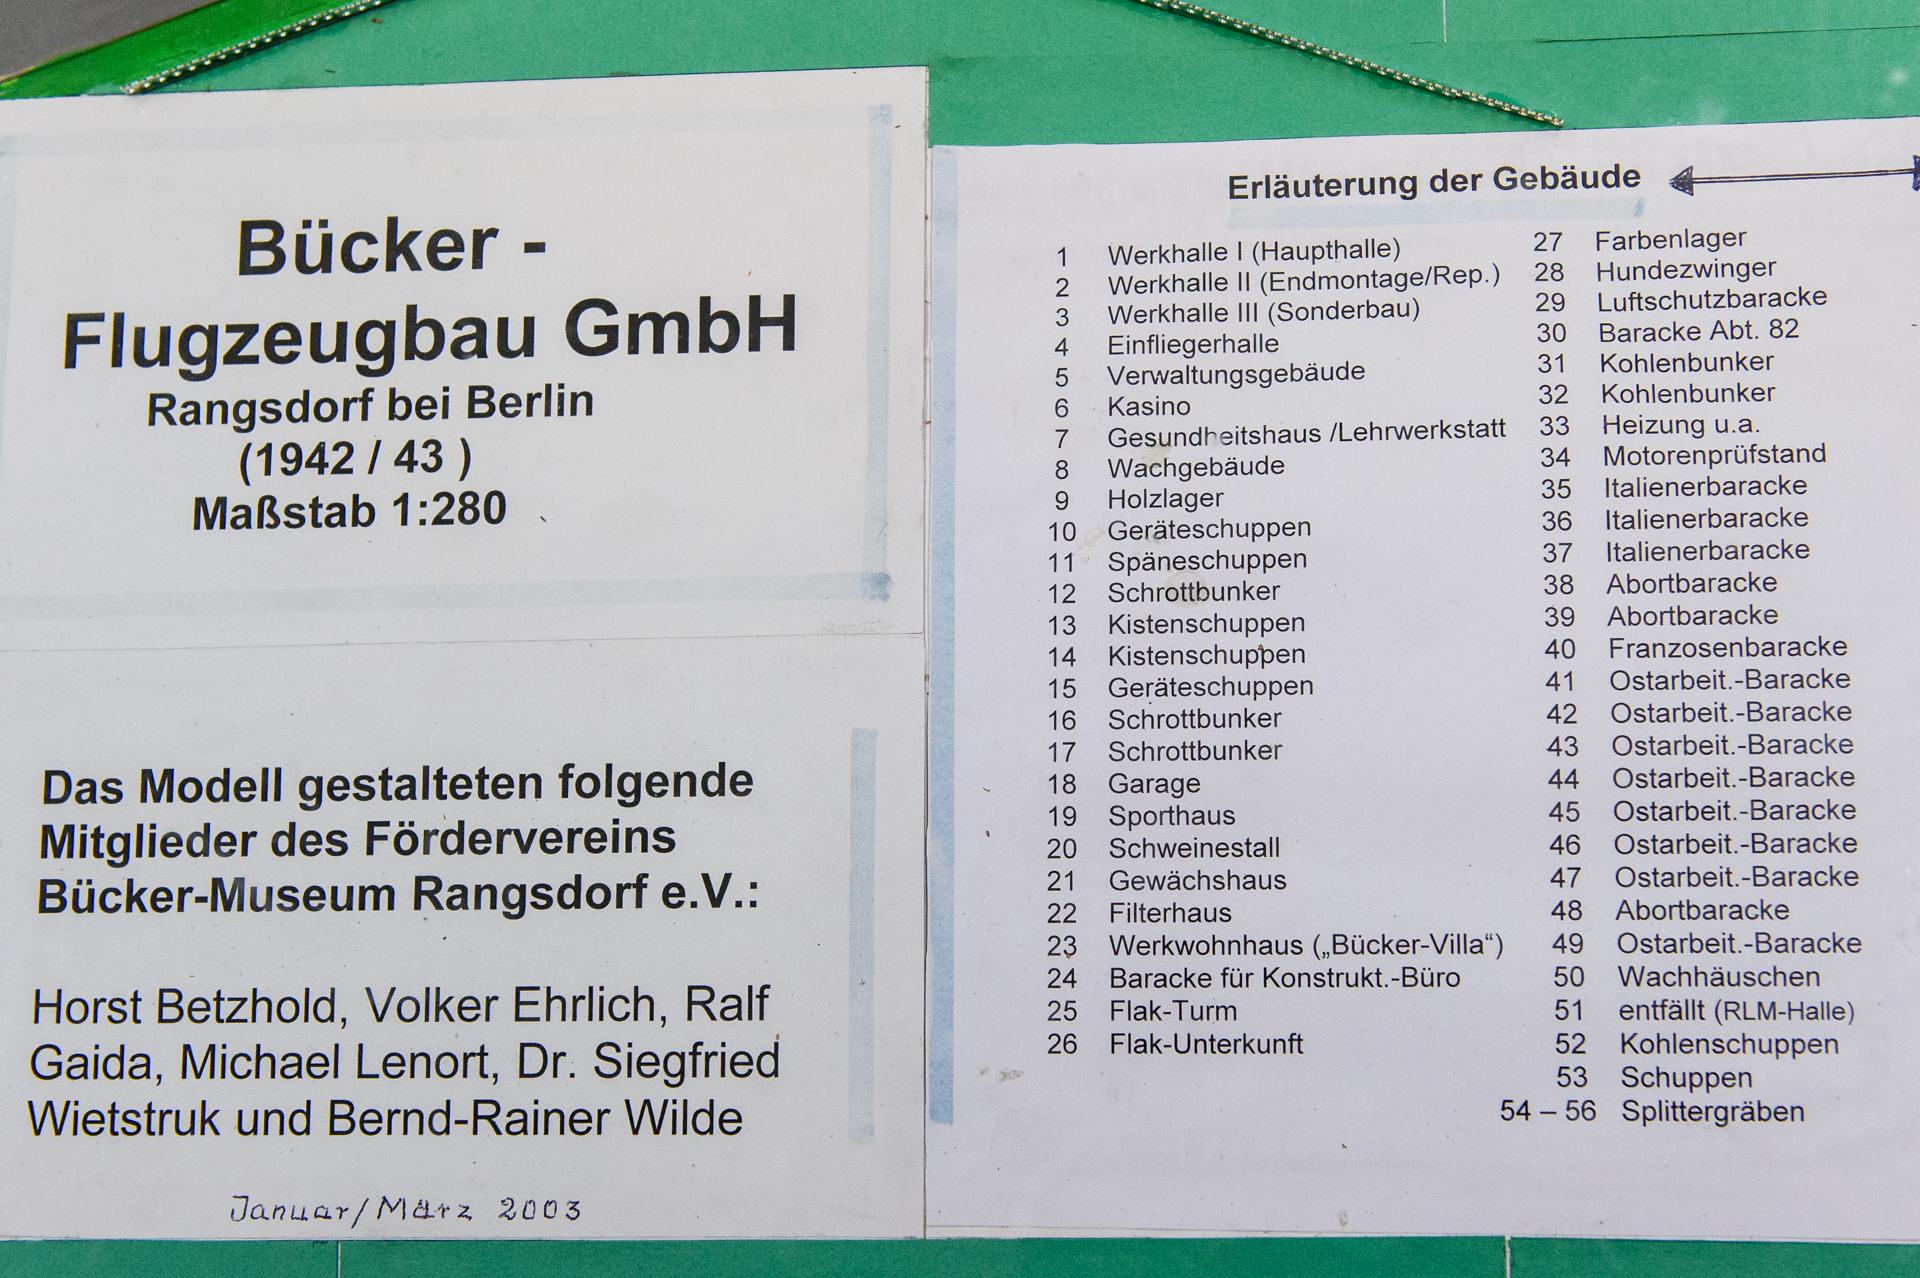 Bücker -
Flugzeugbau GmbH
Rangsdorf bei Berlin
(1942 / 43 )
Maßstab 1:280
Das Modell gestalteten folgende
Mitglieder des Fördervereins
Bücker-Museum Rangsdorf e.V.:
Horst Betzhold, Volker Ehrlich, Ralf
Gaida, Michael Lenort, Dr. Siegfried
Wietstruk und Bernd-Rainer Wilde
Januar/März 2003
Erläuterung der Gebäude
1 Werkhalle I (Haupthalle)
2 Werkhalle II (Endmontage/Rep.)
3 Werkhalle III (Sonderbau)
4 Einfliegerhalle
5 Verwaltungsgebäude
6 Kasino
7 Gesundheitshaus /Lehrwerkstatt
8 Wachgebäude
9 Holzlager
10 Geräteschuppen
11 Späneschuppen
12 Schrottbunker
13 Kistenschuppen
14 Kistenschuppen
15 Geräteschuppen
16 Schrottbunker
17 Schrottbunker
18 Garage
19 Sporthaus
20 Schweinestall
21 Gewächshaus
22 Filterhaus
23 Werkwohnhaus („Bücker-Villa“)
24 Baracke für Konstrukt.-Büro
25 Flak-Turm
26 Flak-Unterkunft
27 Farbenlager
28 Hundezwinger
29 Luftschutzbaracke
30 Baracke Abt. 82
31 Kohlenbunker
32 Kohlenbunker
33 Heizung u.a.
34 Motorenprüfstand
35 Italienerbaracke
36 Italienerbaracke
37 Italienerbaracke
38 Abortbaracke
39 Abortbaracke
40 Franzosenbaracke
41 Ostarbeit.-Baracke
42 Ostarbeit.-Baracke
43 Ostarbeit.-Baracke
44 Ostarbeit.-Baracke
45 Ostarbeit.-Baracke
46 Ostarbeit.-Baracke
47 Ostarbeit.-Baracke
48 Abortbaracke
49 Ostarbeit.-Baracke
50 Wachhäuschen
51 entfällt (RLM-Halle)
52 Kohlenschuppen
53 Schuppen
54 – 56 Splittergräben